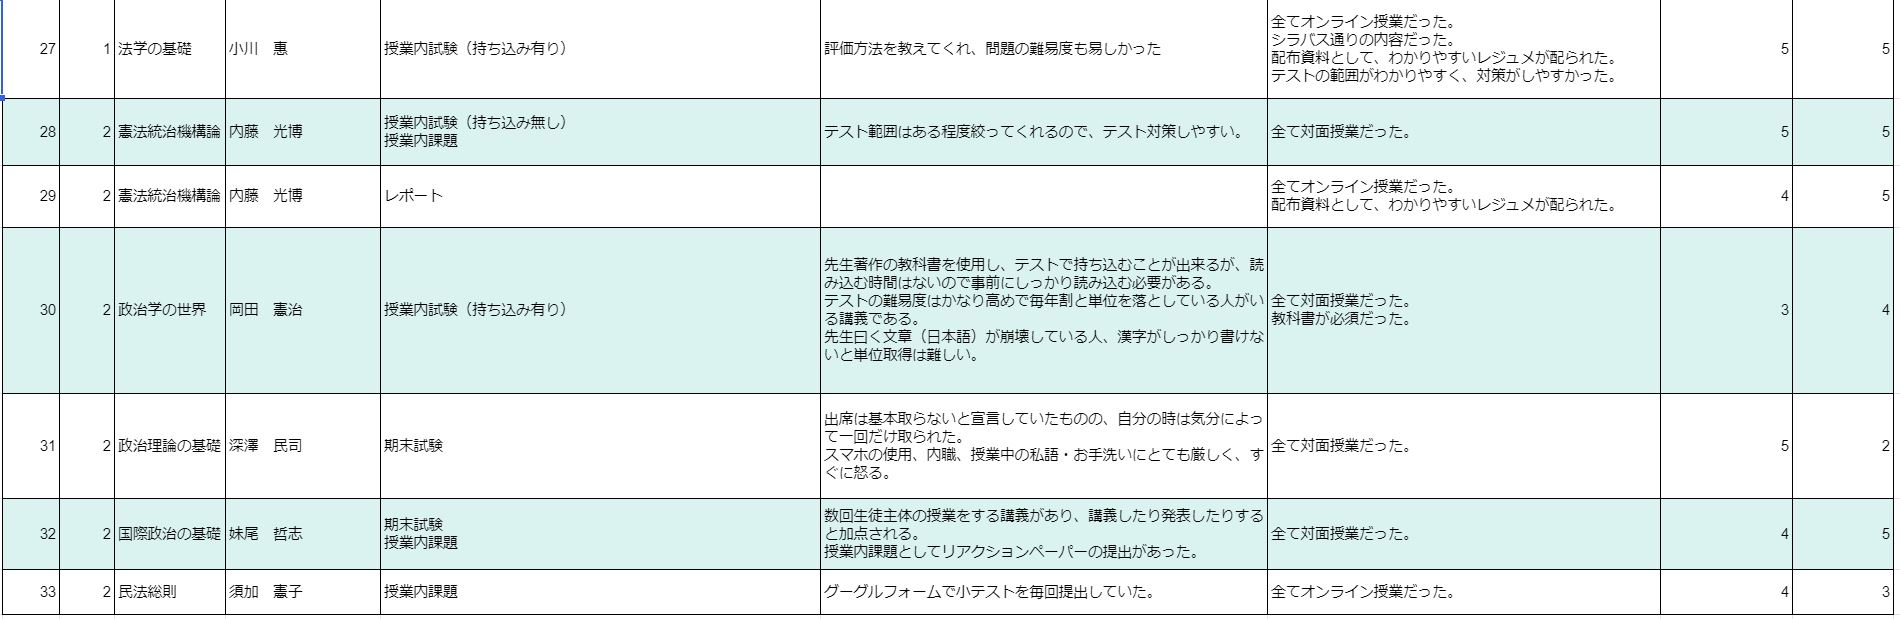 27 1 法学の基礎 小川 惠 授業内試験（持ち込み有り） 評価方法を教えてくれ、問題の難易度も易しかった
全てオンライン授業だった。
シラバス通りの内容だった。
配布資料として、わかりやすいレジュメが配られた。
テストの範囲がわかりやすく、対策がしやすかった。
5 5
28 2 憲法統治機構論 内藤 光博
授業内試験（持ち込み無し）
授業内課題
テスト範囲はある程度絞ってくれるので、テスト対策しやすい。
全て対面授業だった。
5 5
29 2 憲法統治機構論 内藤 光博 レポート
全てオンライン授業だった。
配布資料として、わかりやすいレジュメが配られた。
4 5
30 2 政治学の世界 岡田 憲治 授業内試験（持ち込み有り）
先生著作の教科書を使用し、テストで持ち込むことが出来るが、読
み込む時間はないので事前にしっかり読み込む必要がある。
テストの難易度はかなり高めで毎年割と単位を落としている人がい
る講義である。
先生曰く文章（日本語）が崩壊している人、漢字がしっかり書けな
いと単位取得は難しい。
全て対面授業だった。
教科書が必須だった。
3 4
31 2 政治理論の基礎 深澤 民司 期末試験
出席は基本取らないと宣言していたものの、自分の時は気分によっ
て一回だけ取られた。
スマホの使用、内職、授業中の私語・お手洗いにとても厳しく、す
ぐに怒る。
全て対面授業だった。
5 2
32 2 国際政治の基礎 妹尾 哲志
期末試験
授業内課題
数回生徒主体の授業をする講義があり、講義したり発表したりする
と加点される。
授業内課題としてリアクションペーパーの提出があった。
全て対面授業だった。
4 5
33 2 民法総則 須加 憲子 授業内課題 グーグルフォームで小テストを毎回提出していた。 全てオンライン授業だった。 4 3